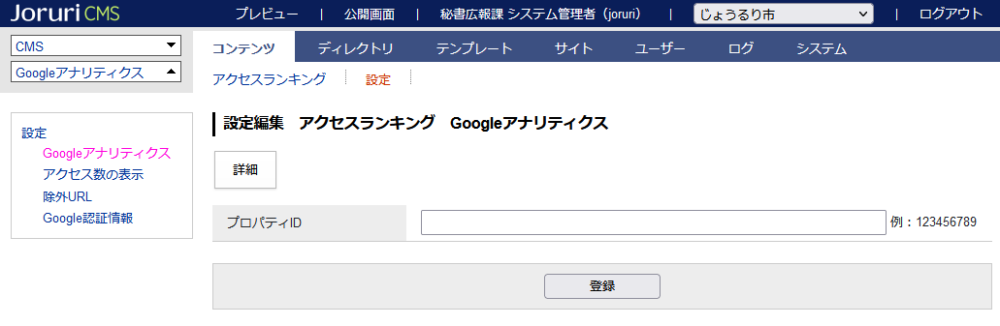 Joruri CMS プレビュー | 公開画面 | 秘書広報課 システム管理者（joruri） | じょうるり市 | ログアウト
CMS
Googleアナリティクス
コンテンツ ディレクトリ テンプレート サイト ユーザー ログ システム
アクセスランキング 設定
設定
Googleアナリティクス
アクセス数の表示
除外URL
Google認証情報
設定編集　アクセスランキング　Googleアナリティクス
詳細
プロパティID 例：123456789
登録